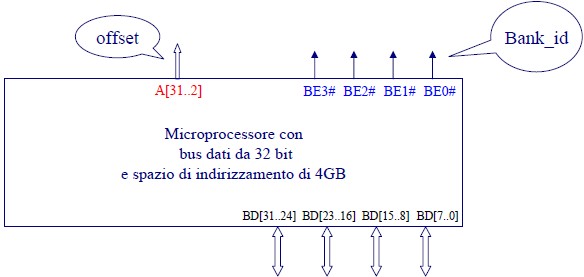 offset
Bank_id
A[31..2]
BE3# BE2# BE1# BE0#
Microprocessore con
bus dati da 32 bit
e spazio di indirizzamento di 4GB
BD[31..24] BD[23..16] BD[15..8] BD[7..0]